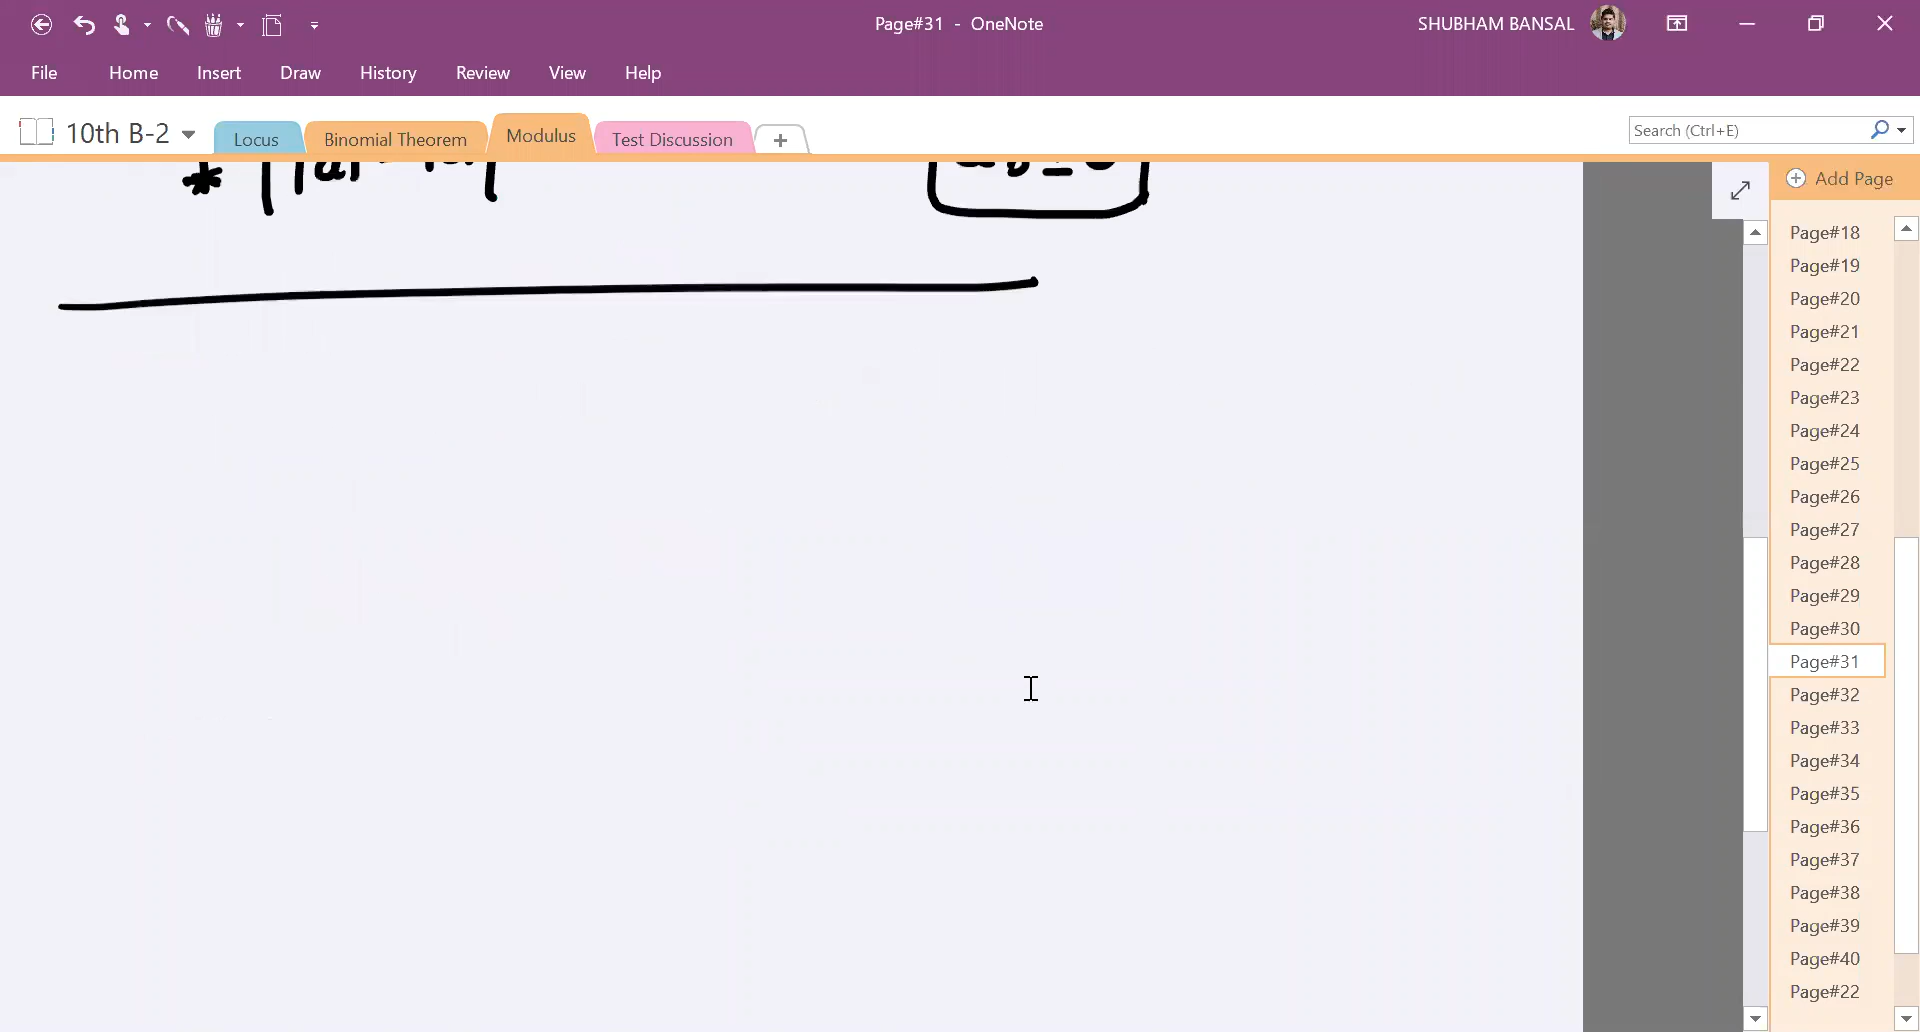 Page#31 - OneNote
SHUBHAM BANSAL
File Home Insert Draw History Review View Help
10th B-2
Locus
Binomial Theorem
Modulus
Test Discussion
Search (Ctrl+E)
Add Page
Page#18
Page#19
Page#20
Page#21
Page#22
Page#23
Page#24
Page#25
Page#26
Page#27
Page#28
Page#29
Page#30
Page#31
Page#32
Page#33
Page#34
Page#35
Page#36
Page#37
Page#38
Page#39
Page#40
Page#22